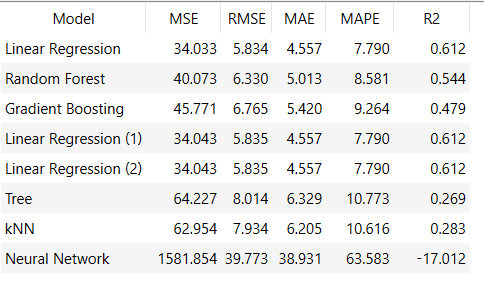 Model MSE RMSE MAE MAPE R2
Linear Regression 34.033 5.834 4.557 7.790 0.612
Random Forest 40.073 6.330 5.013 8.581 0.544
Gradient Boosting 45.771 6.765 5.420 9.264 0.479
Linear Regression (1) 34.043 5.835 4.557 7.790 0.612
Linear Regression (2) 34.043 5.835 4.557 7.790 0.612
Tree 64.227 8.014 6.329 10.773 0.269
kNN 62.954 7.934 6.205 10.616 0.283
Neural Network 1581.854 39.773 38.931 63.583 -17.012